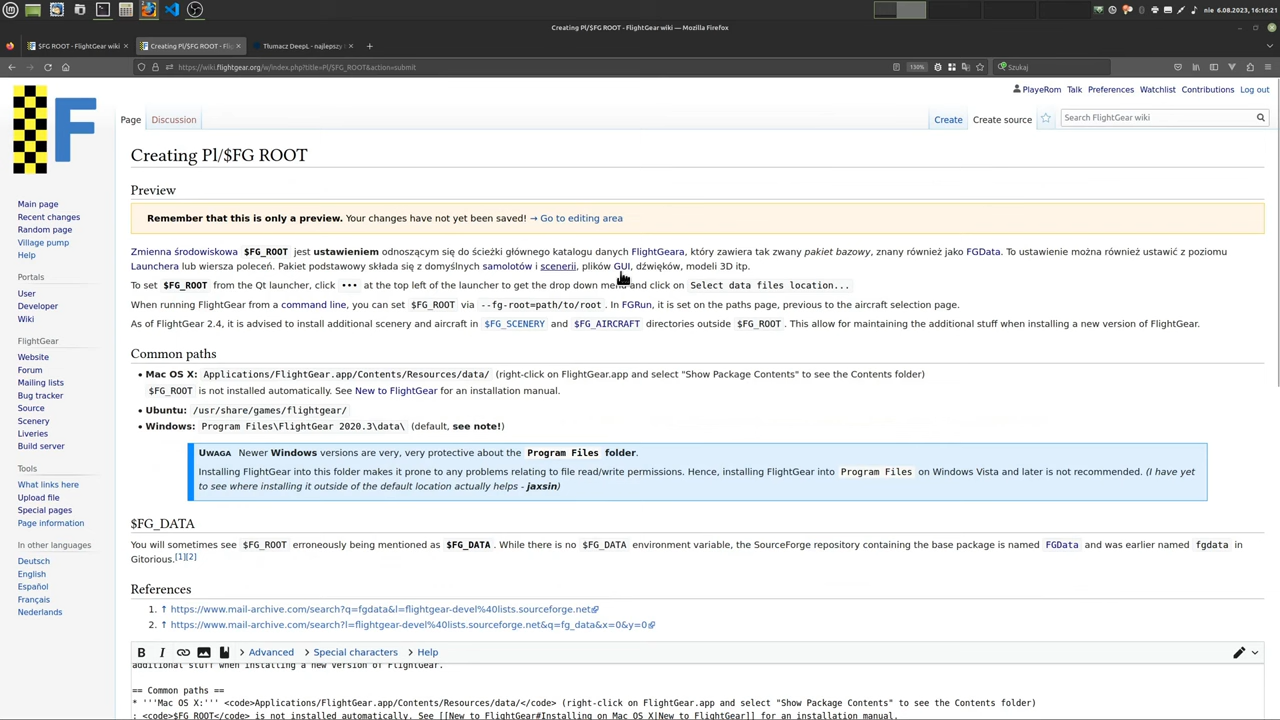 nie 6.08.2023, 16:16:21
Creating Pl/$FG ROOT - FlightGear wiki — Mozilla Firefox
$FG ROOT - FlightGear wiki
Creating Pl/$FG ROOT - Flig
Tłumacz DeepL - najlepszy
https://wiki.flightgear.org/w/index.php?title=Pl/$FG_ROOT&action=submit
130%
Szukaj
PlayeRom Talk Preferences Watchlist Contributions Log out
Page Discussion Create Create source Search FlightGear wiki
F
Creating Pl/$FG ROOT
Preview
Remember that this is only a preview. Your changes have not yet been saved! → Go to editing area
Zmienna środowiskowa $FG_ROOT jest ustawieniem odnoszącym się do ścieżki głównego katalogu danych FlightGeara, który zawiera tak zwany pakiet bazowy, znany również jako FGData. To ustawienie można również ustawić z poziomu
Launchera lub wiersza poleceń. Pakiet podstawowy składa się z domyślnych samolotów i scenerii, plików GUI, dźwięków, modeli 3D itp.
To set $FG_ROOT from the Qt launcher, click ••• at the top left of the launcher to get the drop down menu and click on Select data files location...
When running FlightGear from a command line, you can set $FG_ROOT via --fg-root=path/to/root. In FGRun, it is set on the paths page, previous to the aircraft selection page.
As of FlightGear 2.4, it is advised to install additional scenery and aircraft in $FG_SCENERY and $FG_AIRCRAFT directories outside $FG_ROOT. This allow for maintaining the additional stuff when installing a new version of FlightGear.
Common paths
• Mac OS X: Applications/FlightGear.app/Contents/Resources/data/ (right-click on FlightGear.app and select "Show Package Contents" to see the Contents folder)
$FG_ROOT is not installed automatically. See New to FlightGear for an installation manual.
• Ubuntu: /usr/share/games/flightgear/
• Windows: Program Files\FlightGear 2020.3\data\ (default, see note!)
UWAGA Newer Windows versions are very, very protective about the Program Files folder.
Installing FlightGear into this folder makes it prone to any problems relating to file read/write permissions. Hence, installing FlightGear into Program Files on Windows Vista and later is not recommended. (I have yet
to see where installing it outside of the default location actually helps - jaxsin)
$FG_DATA
You will sometimes see $FG_ROOT erroneously being mentioned as $FG_DATA. While there is no $FG_DATA environment variable, the SourceForge repository containing the base package is named FGData and was earlier named fgdata in
Gitorious.[1][2]
References
1. ↑ https://www.mail-archive.com/search?q=fgdata&l=flightgear-devel%40lists.sourceforge.net
2. ↑ https://www.mail-archive.com/search?l=flightgear-devel%40lists.sourceforge.net&q=fg_data&x=0&y=0
B I Advanced Special characters Help
additional stuff when installing a new version of FlightGear.
== Common paths ==
* '''Mac OS X:''' <code>Applications/FlightGear.app/Contents/Resources/data/</code> (right-click on FlightGear.app and select "Show Package Contents" to see the Contents folder)
: <code>$FG_ROOT</code> is not installed automatically. See [[New to FlightGear#Installing on Mac OS X|New to FlightGear]] for an installation manual.
Main page
Recent changes
Random page
Village pump
Help
Portals
User
Developer
Wiki
FlightGear
Website
Forum
Mailing lists
Bug tracker
Source
Scenery
Liveries
Build server
Tools
What links here
Upload file
Special pages
Page information
In other languages
Deutsch
English
Español
Français
Nederlands